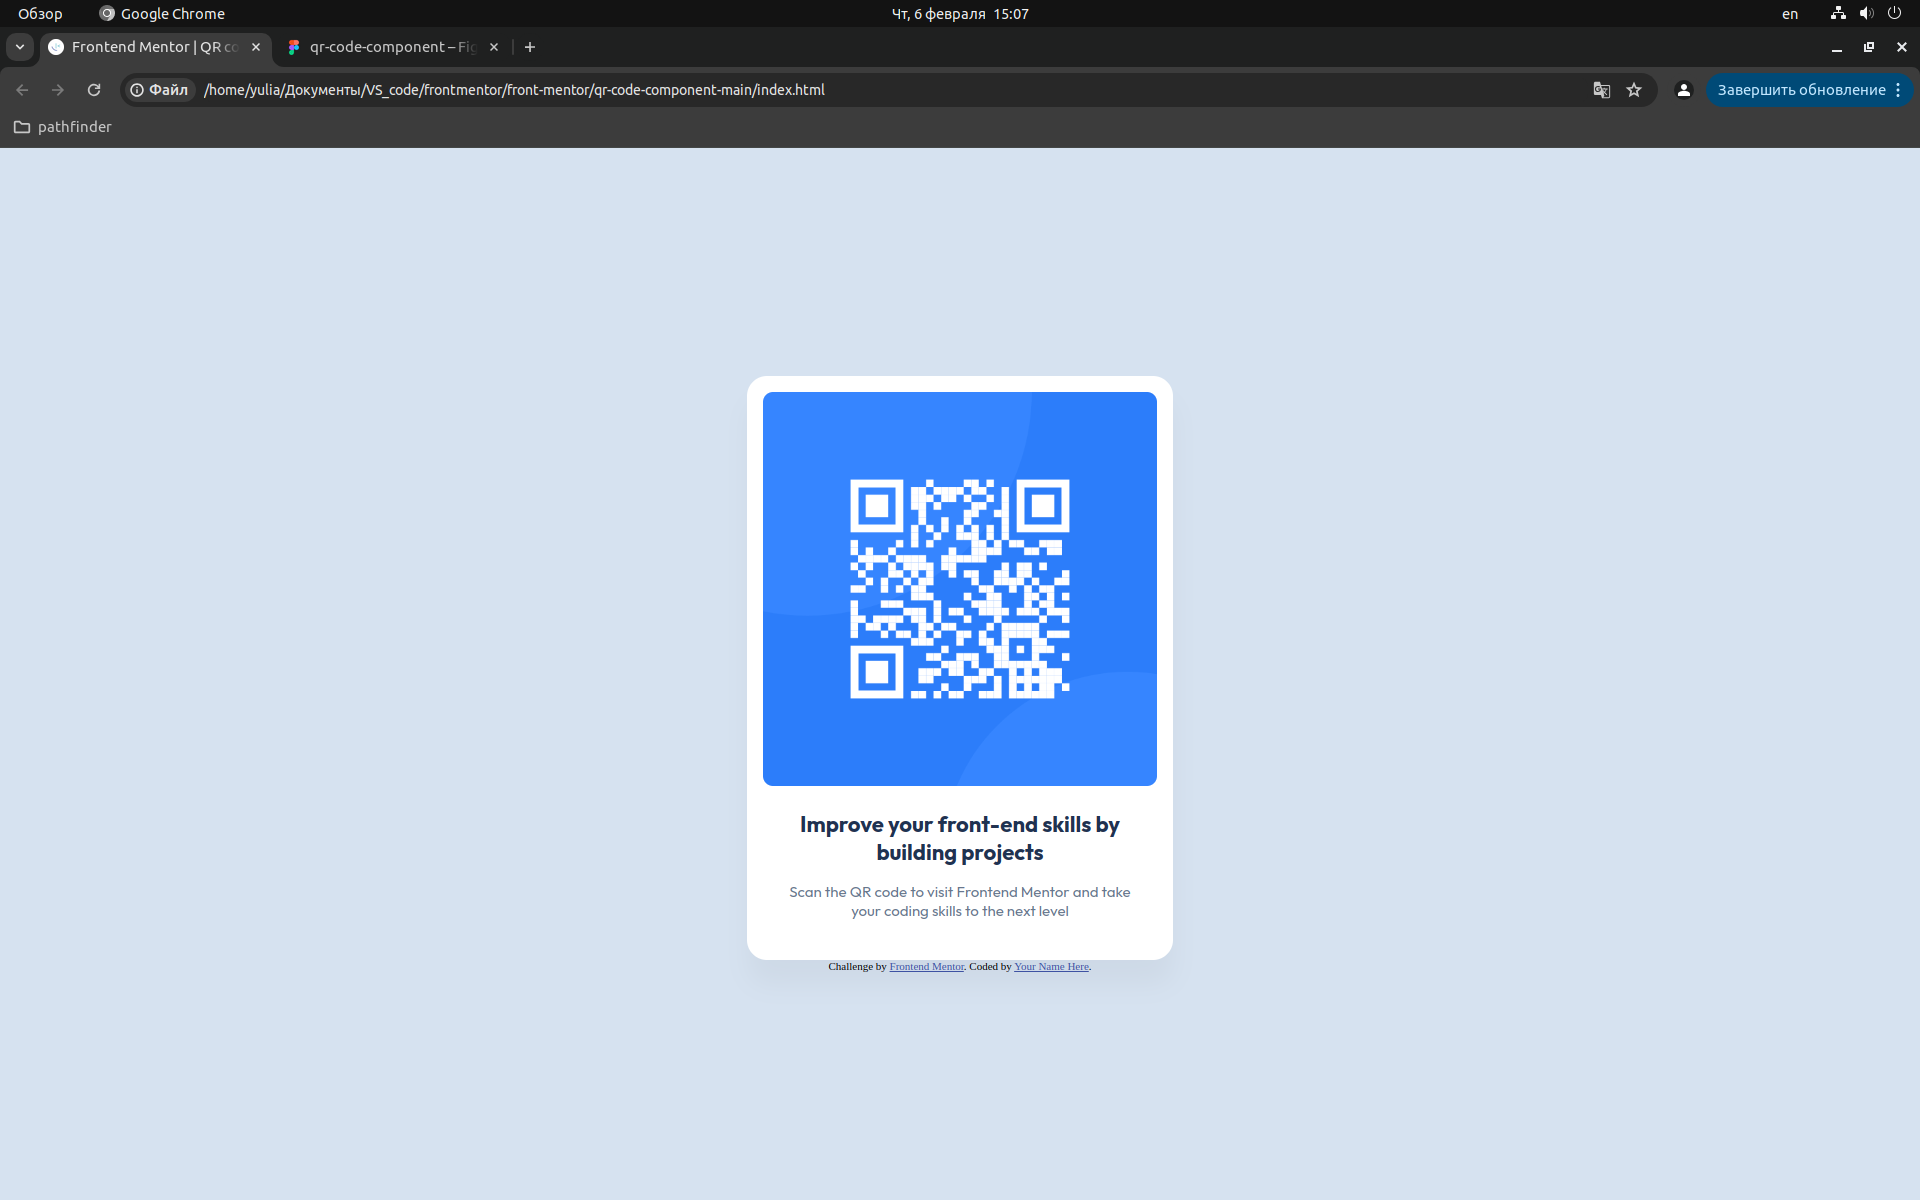 Обзор Google Chrome Чт, 6 февраля 15:07 en
Frontend Mentor | QR co qr-code-component – Fig
Файл /home/yulia/Документы/VS_code/frontmentor/front-mentor/qr-code-component-main/index.html Завершить обновление
pathfinder
Improve your front-end skills by
building projects
Scan the QR code to visit Frontend Mentor and take
your coding skills to the next level
Challenge by Frontend Mentor. Coded by Your Name Here.